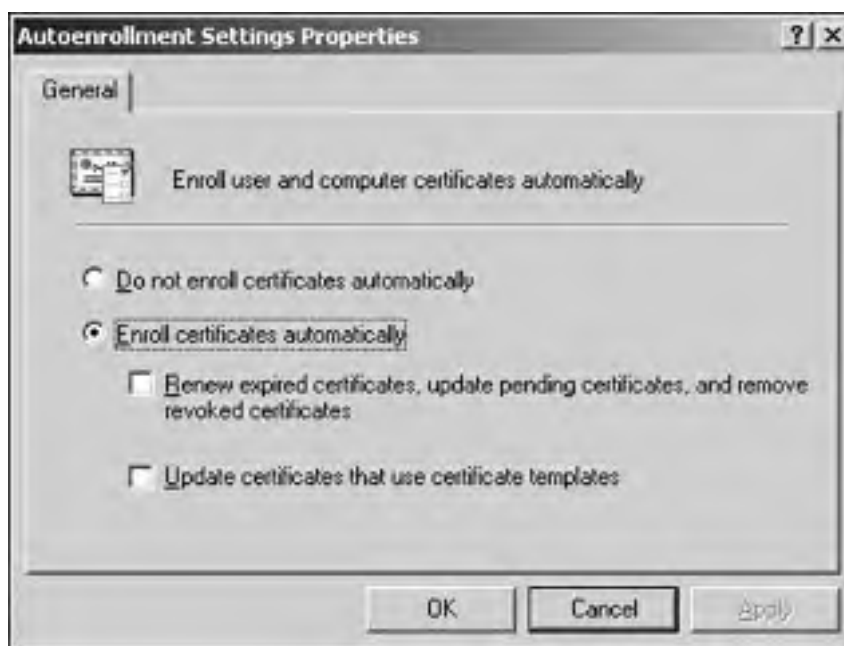 Autoenrollment Settings Properties
General
Enroll user and computer certificates automatically
Do not enroll certificates automatically
Enroll certificates automatically
Renew expired certificates, update pending certificates, and remove
revoked certificates
Update certificates that use certificate templates
OK Cancel Apply